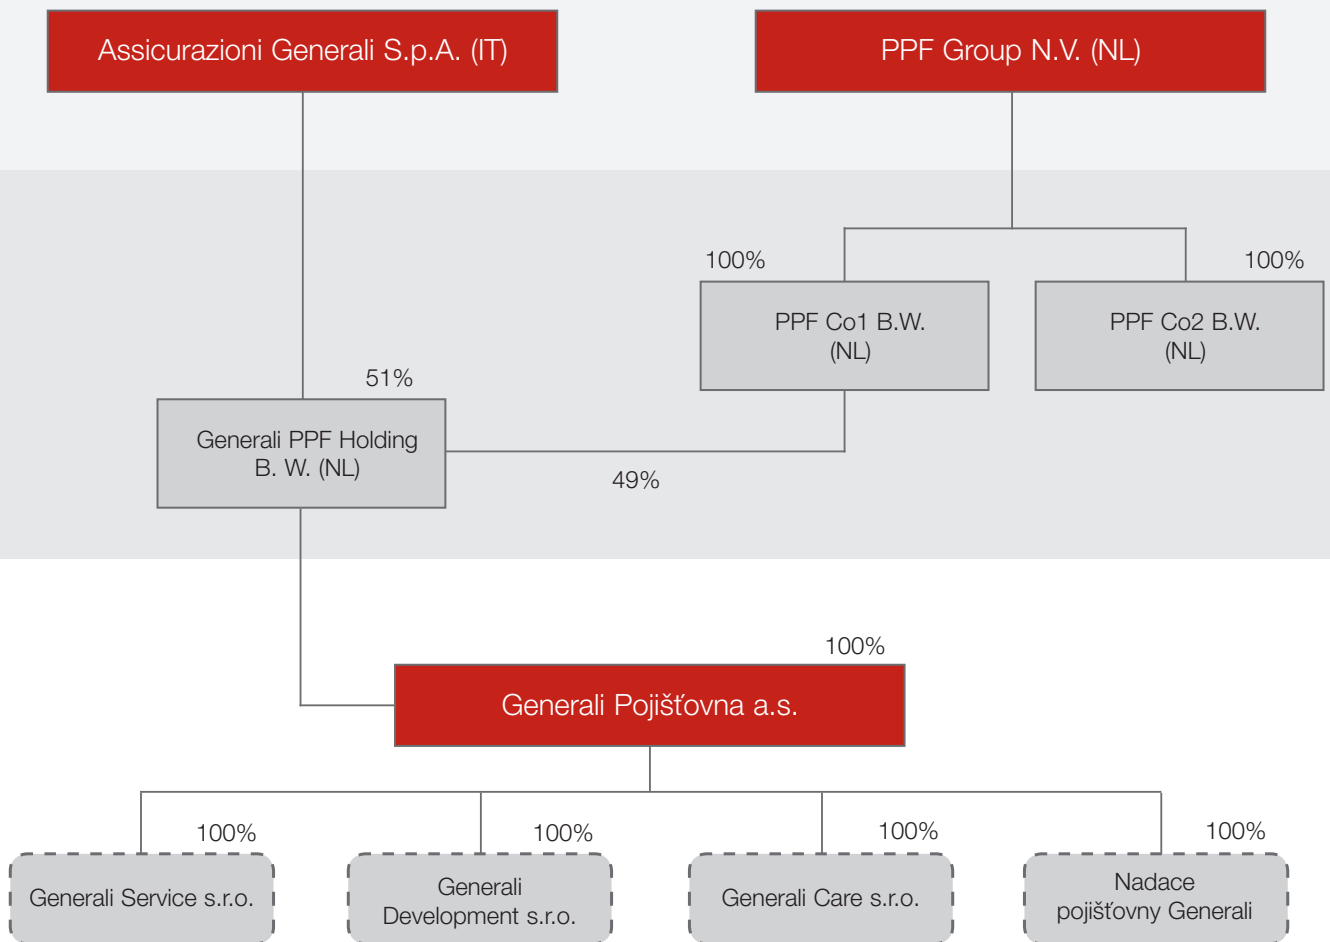 Assicurazioni Generali S.p.A. (IT)
PPF Group N.V. (NL)
100%
100%
PPF Co1 B.W.
(NL)
PPF Co2 B.W.
(NL)
51%
Generali PPF Holding
B. W. (NL)
49%
100%
Generali Pojišťovna a.s.
100%
100%
100%
100%
Generali Service s.r.o.
Generali
Development s.r.o.
Generali Care s.r.o.
Nadace
pojišťovny Generali